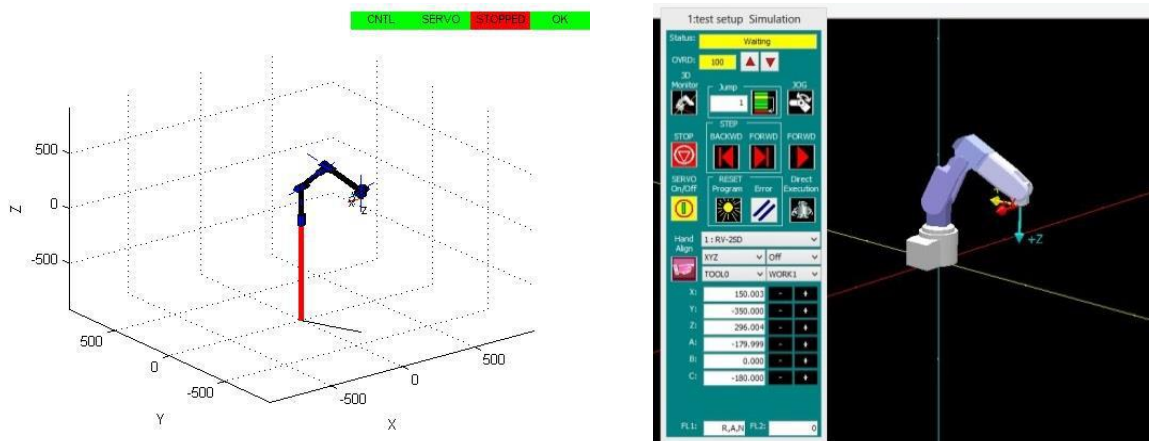 CNTL SERVO STOPPED OK
Z
500
0
-500
X
Z
500
0
-500
Y
-500
0
500
X
1:test setup Simulation
Status: Waiting
OVRD: 100
3D Monitor
Jump
1
JOG
STEP
STOP BACKWD FORWD FORWD
SERVO On/Off
RESET
Program Error
Direct Execution
Hand Align
1 : RV-2SD
XYZ Off
TOOL0 WORK1
X: 150.003 - +
Y: -350.000 - +
Z: 296.004 - +
A: -179.999 - +
B: 0.000 - +
C: -180.000 - +
FL1: R,A,N FL2: 0
+Z